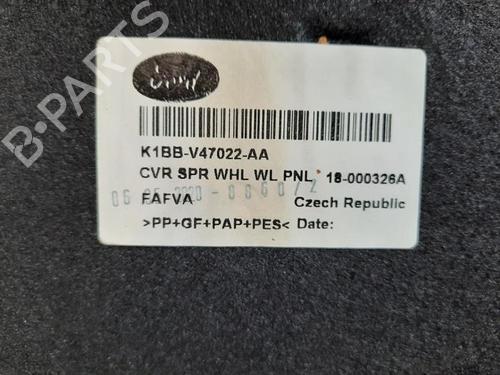 B-PARTS
K1BB-V47022-AA
CVR SPR WHL WL PNL 18-000326A
FAFVA Czech Republic
>PP+GF+PAP+PES< Date: